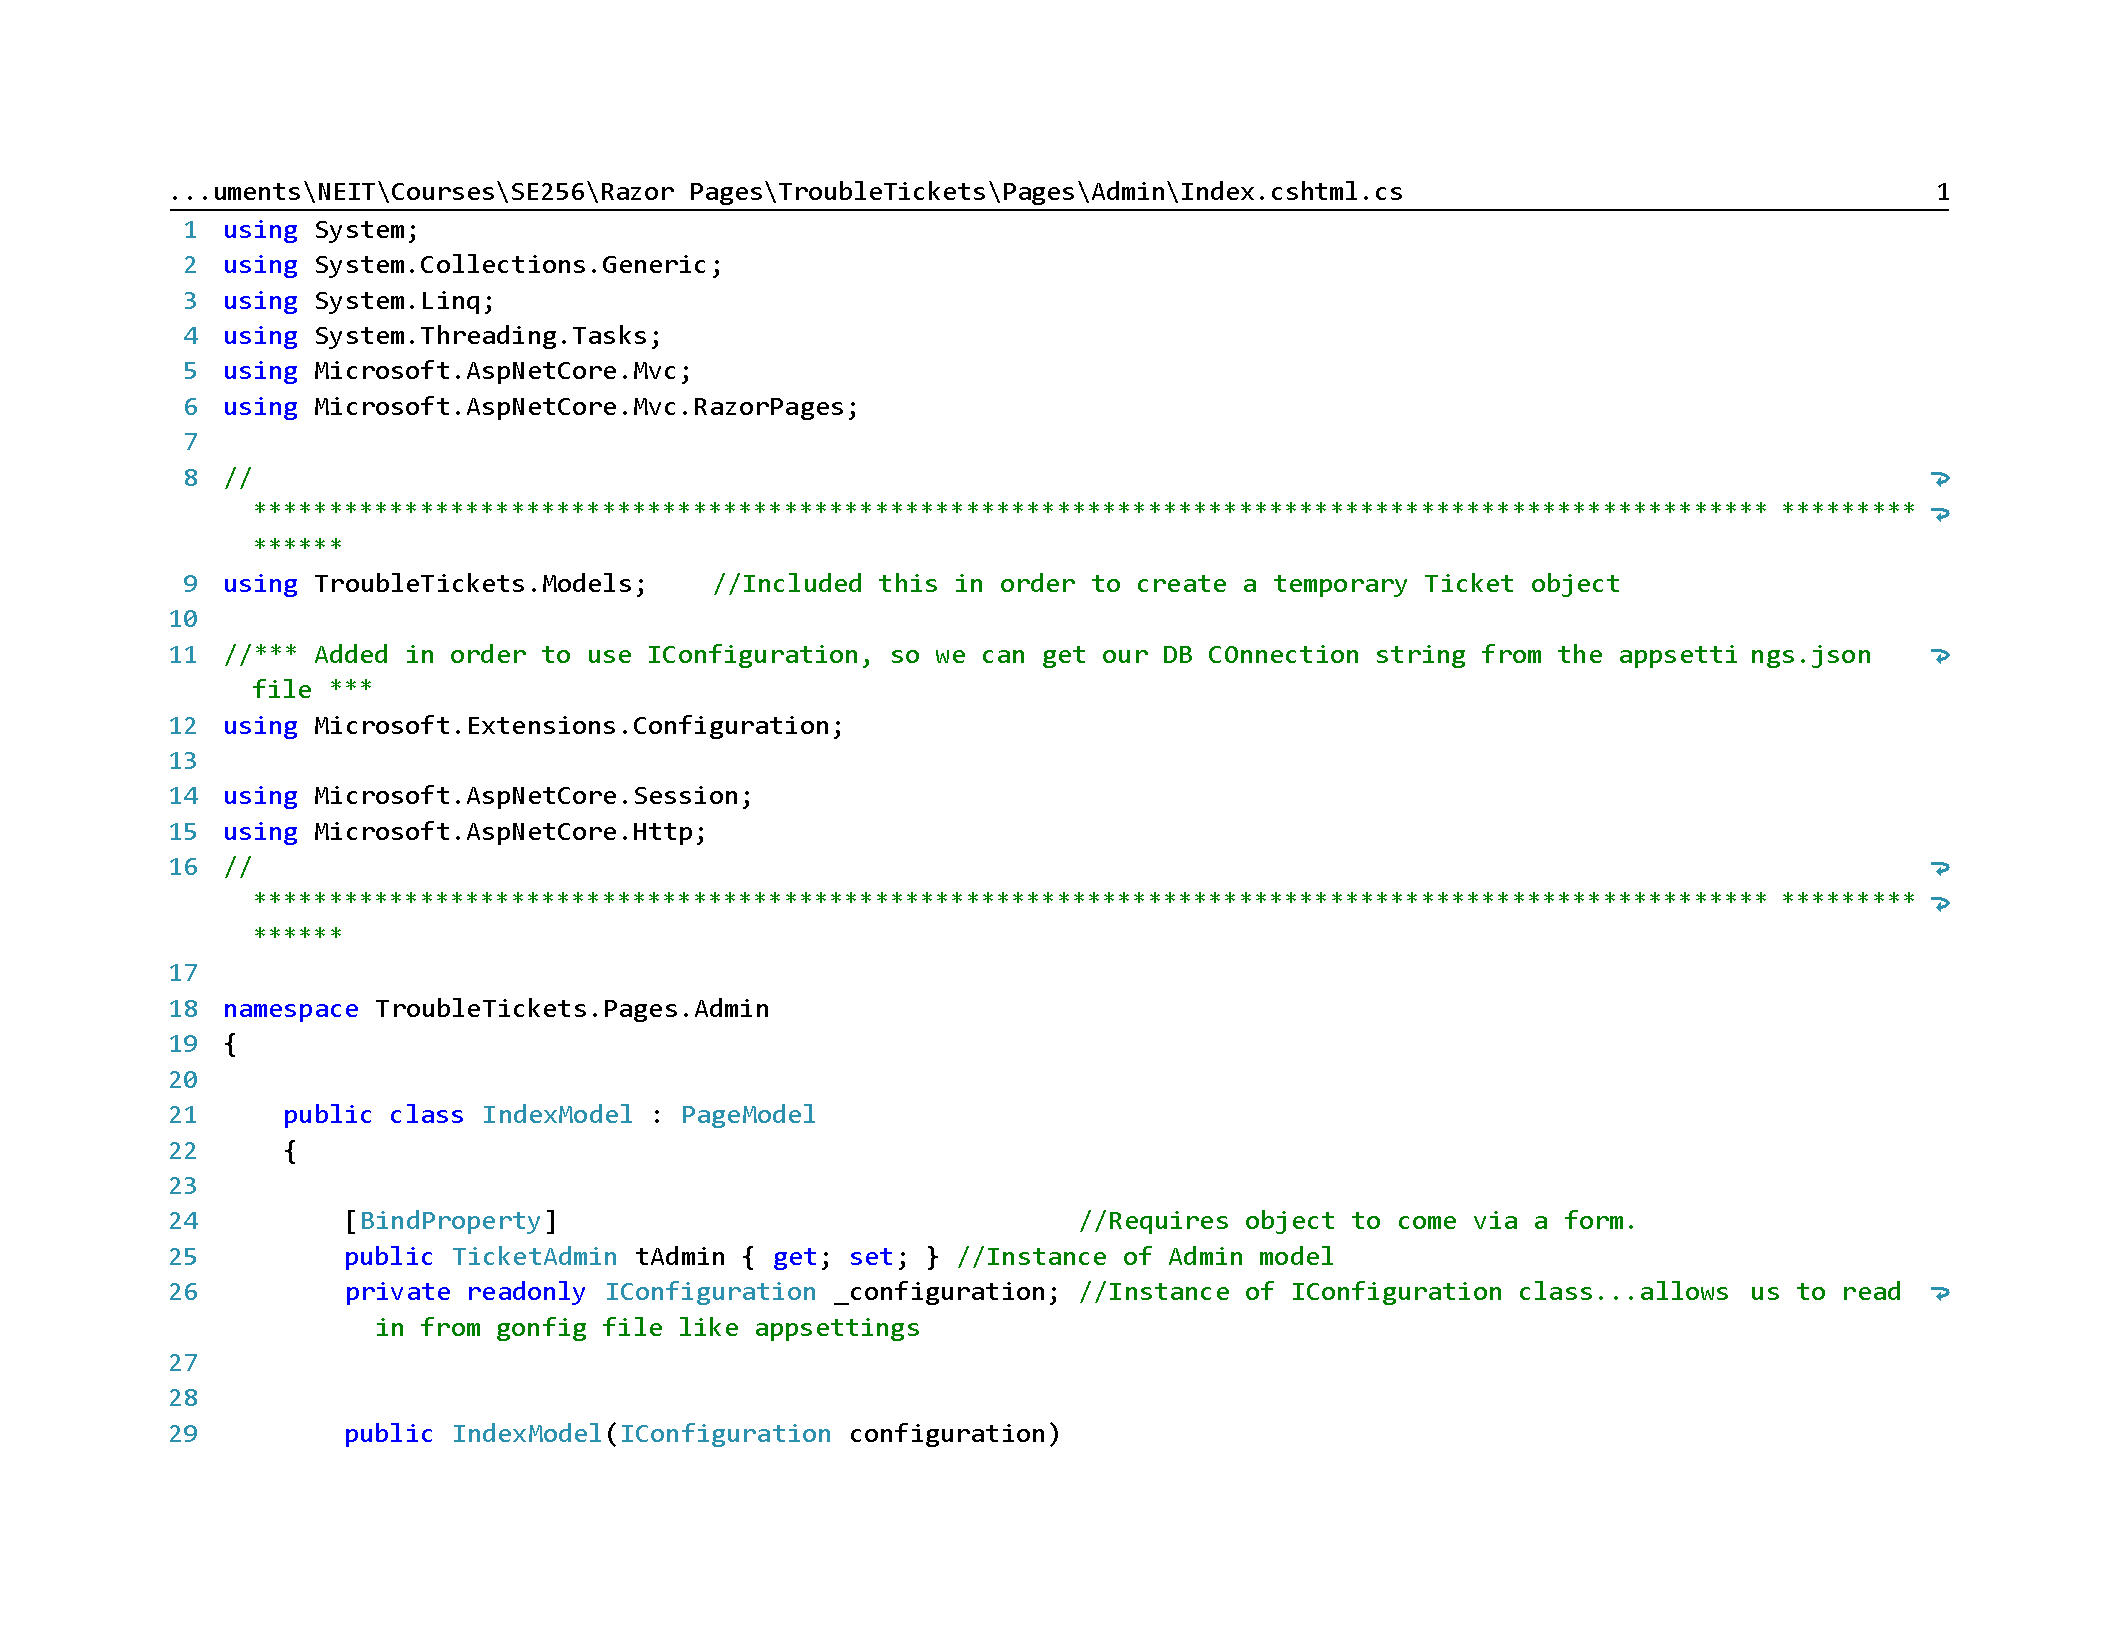 ...uments\NEIT\Courses\SE256\Razor Pages\TroubleTickets\Pages\Admin\Index.cshtml.cs 1
1 using System;
2 using System.Collections.Generic;
3 using System.Linq;
4 using System.Threading.Tasks;
5 using Microsoft.AspNetCore.Mvc;
6 using Microsoft.AspNetCore.Mvc.RazorPages;
7
8 //
**************************************************************************************************** *********
******
9 using TroubleTickets.Models; //Included this in order to create a temporary Ticket object
10
11 //*** Added in order to use IConfiguration, so we can get our DB COnnection string from the appsetti ngs.json
file ***
12 using Microsoft.Extensions.Configuration;
13
14 using Microsoft.AspNetCore.Session;
15 using Microsoft.AspNetCore.Http;
16 //
**************************************************************************************************** *********
******
17
18 namespace TroubleTickets.Pages.Admin
19 {
20
21 public class IndexModel : PageModel
22 {
23
24 [BindProperty] //Requires object to come via a form.
25 public TicketAdmin tAdmin { get; set; } //Instance of Admin model
26 private readonly IConfiguration _configuration; //Instance of IConfiguration class...allows us to read
in from gonfig file like appsettings
27
28
29 public IndexModel(IConfiguration configuration)